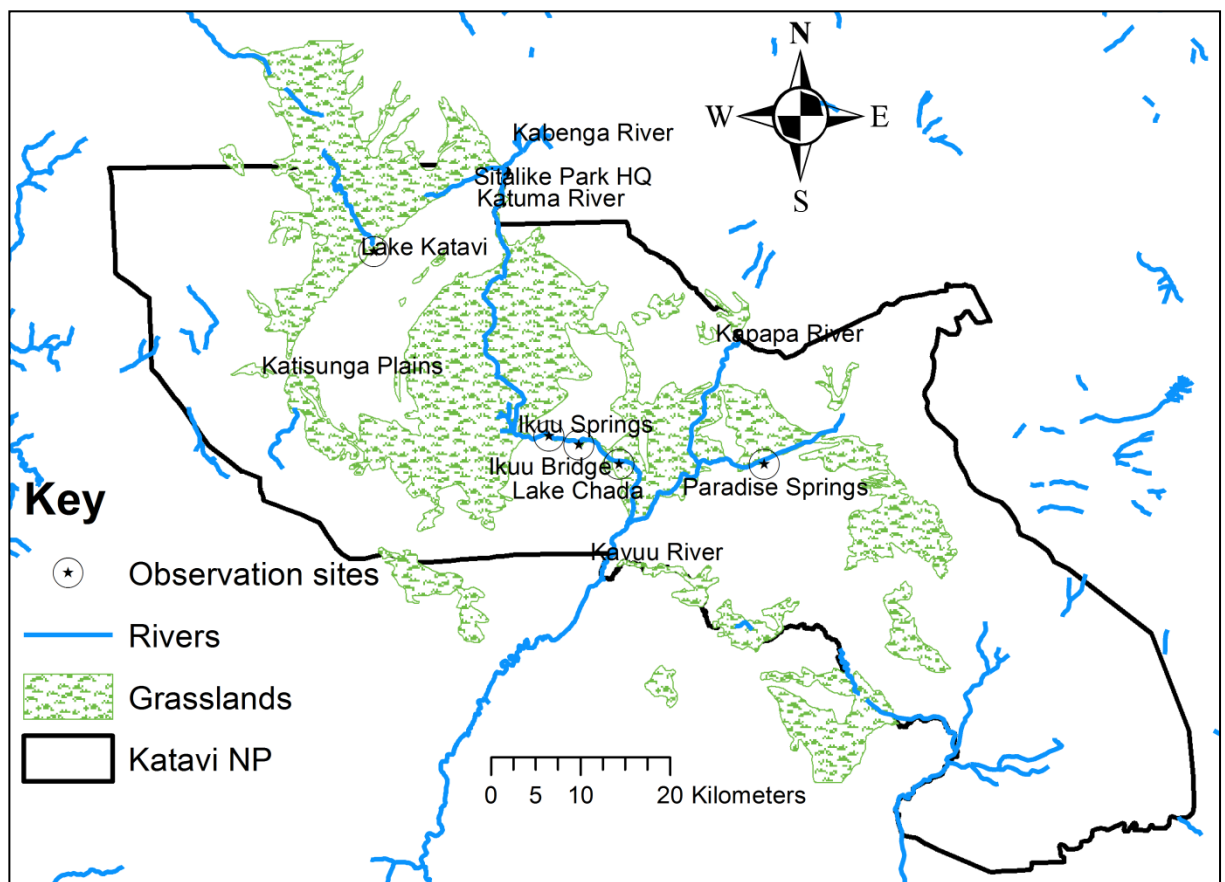 N
W E
S
Kabenga River
Sitalike Park HQ
Katuma River
Lake Katavi
Kapapa River
Katisunga Plains
Ikuu Springs
Ikuu Bridge
Lake Chada
Paradise Springs
Kavuu River
Key
Observation sites
Rivers
Grasslands
Katavi NP
0 5 10 20 Kilometers